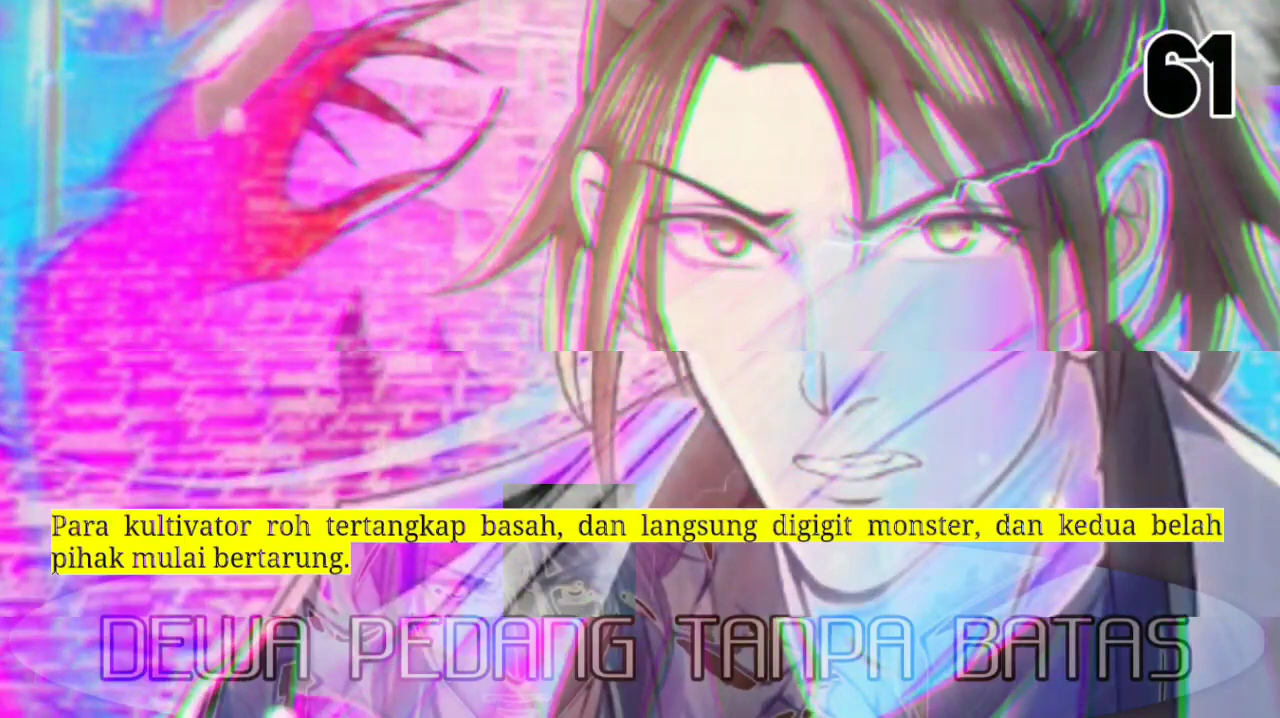 61
Para kultivator roh tertangkap basah, dan langsung digigit monster, dan kedua belah
pihak mulai bertarung.
DEWA PEDANG TANPA BATAS